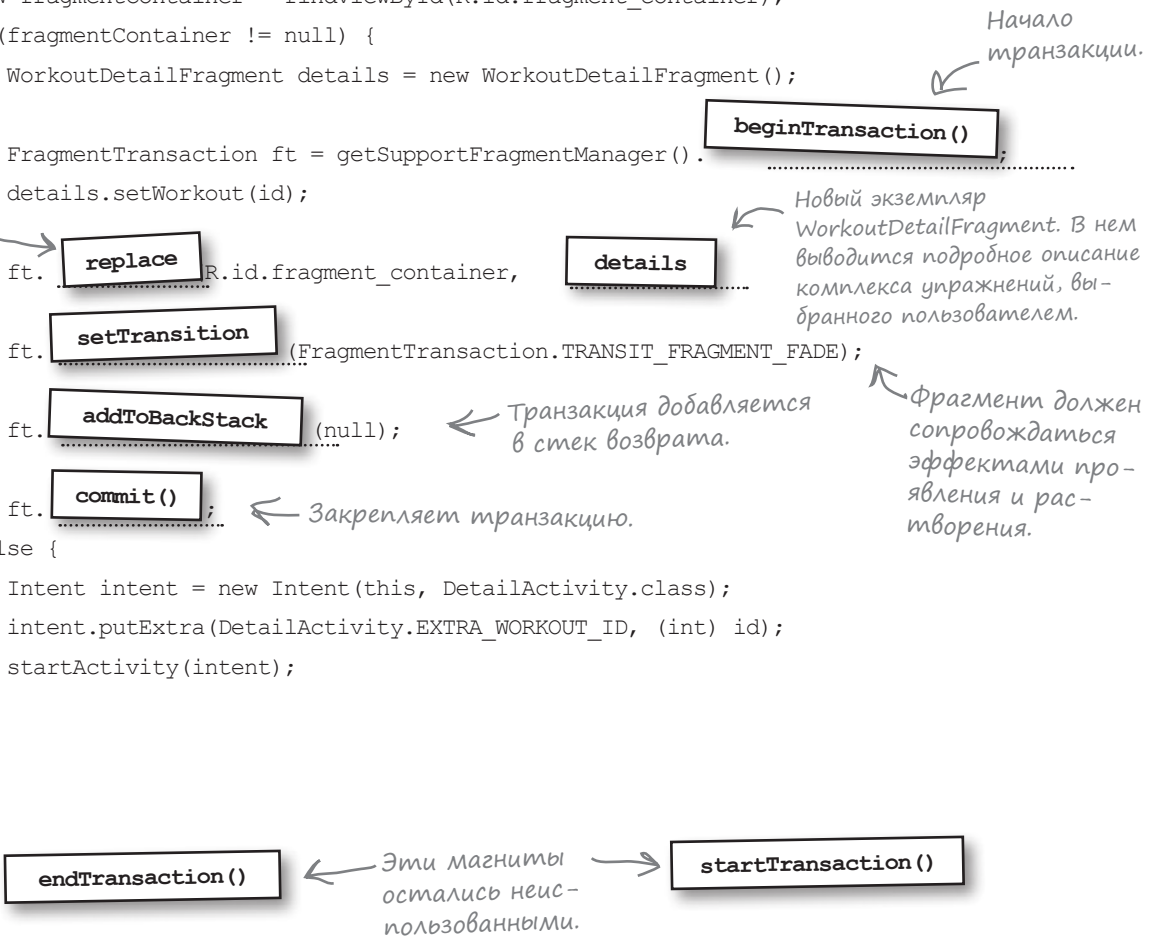 fragmentContainer = findViewById(R.id.fragment_container);
(fragmentContainer != null) {
Начало
транзакции.
WorkoutDetailFragment details = new WorkoutDetailFragment();
FragmentTransaction ft = getSupportFragmentManager(). beginTransaction() ;
details.setWorkout(id);
Новый экземпляр
WorkoutDetailFragment. В нем
выводится подробное описание
комплекса упражнений, вы-
бранного пользователем.
ft. replace R.id.fragment_container, details
ft. setTransition (FragmentTransaction.TRANSIT_FRAGMENT_FADE);
Фрагмент должен
сопровождаться
эффектами про-
явления и рас-
творения.
ft. addToBackStack (null);
Транзакция добавляется
в стек возврата.
ft. commit() ;
Закрепляет транзакцию.
lse {
Intent intent = new Intent(this, DetailActivity.class);
intent.putExtra(DetailActivity.EXTRA_WORKOUT_ID, (int) id);
startActivity(intent);
endTransaction()
Эти магниты
остались неис-
пользованными.
startTransaction()